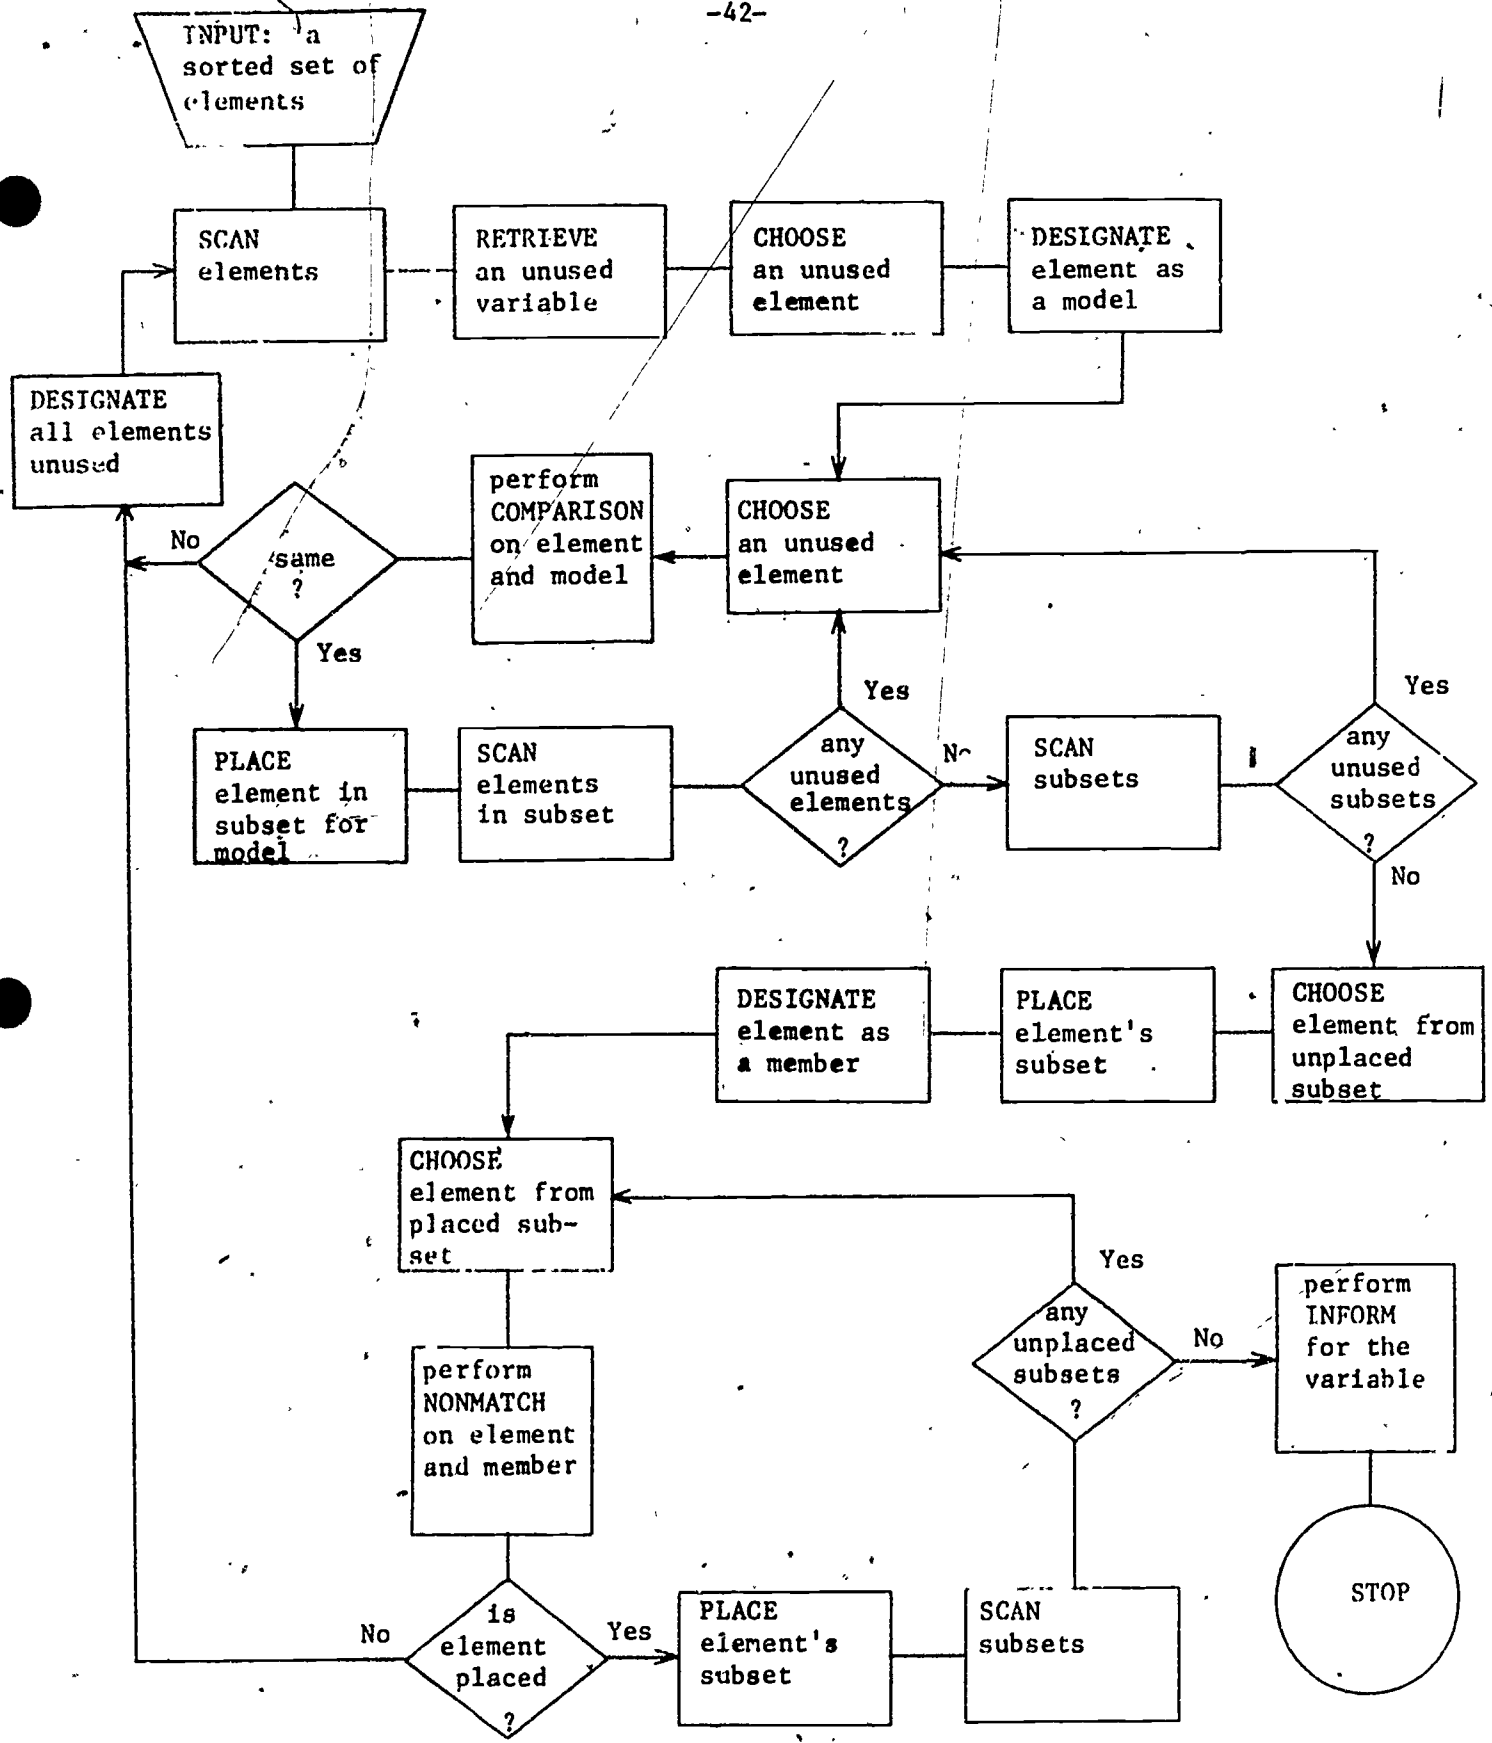 -42-
INPUT: a
sorted set of
elements
SCAN
elements
RETRIEVE
an unused
variable
CHOOSE
an unused
element
DESIGNATE
element as
a model
DESIGNATE
all elements
unused
perform
COMPARISON
on element
and model
CHOOSE
an unused
element
No
same
?
Yes
Yes
Yes
PLACE
element in
subset for
model
SCAN
elements
in subset
any
unused
elements
?
No
SCAN
subsets
any
unused
subsets
?
No
DESIGNATE
element as
a member
PLACE
element's
subset
CHOOSE
element from
unplaced
subset
CHOOSE
element from
placed sub-
set
Yes
any
unplaced
subsets
?
No
perform
INFORM
for the
variable
perform
NONMATCH
on element
and member
STOP
No
is
element
placed
?
Yes
PLACE
element's
subset
SCAN
subsets